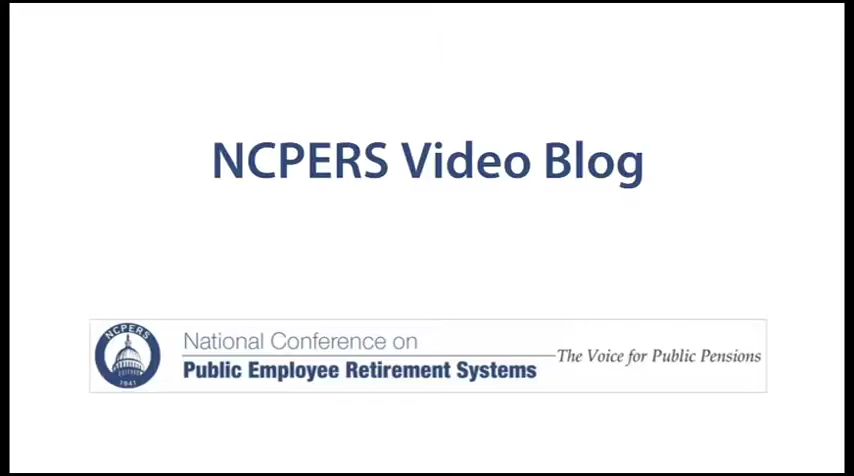 NCPERS Video Blog
NCPERS
1941
National Conference on
Public Employee Retirement Systems
The Voice for Public Pensions